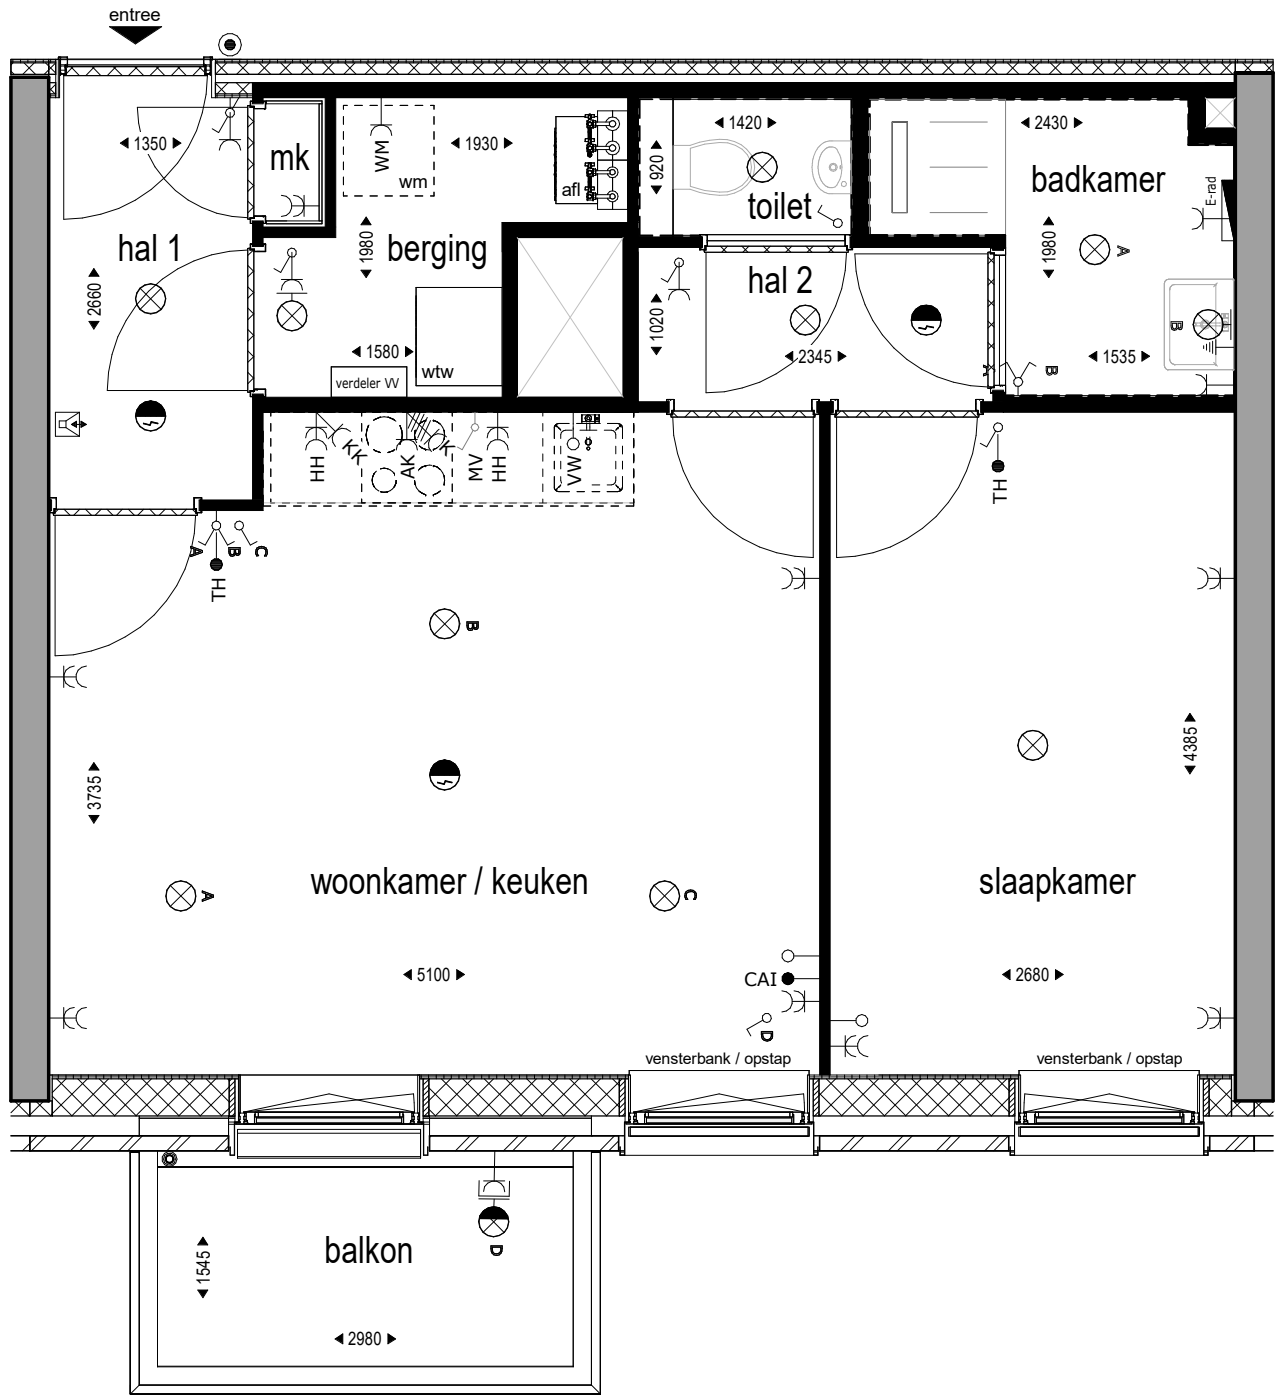 entree
1350
mk
WM
wm
1930
afl
920
1420
toilet
2430
badkamer
E-rad
hal 1
2660
1980
berging
hal 2
1020
2345
1980
A
B
1535
1580
wtw
verdeler VV
A
B
HH
KK
AK
K
MV
HH
VW
TH
A
B
C
TH
B
3735
4385
woonkamer / keuken
slaapkamer
A
C
5100
2680
CAI
D
vensterbank / opstap
vensterbank / opstap
1545
balkon
D
2980